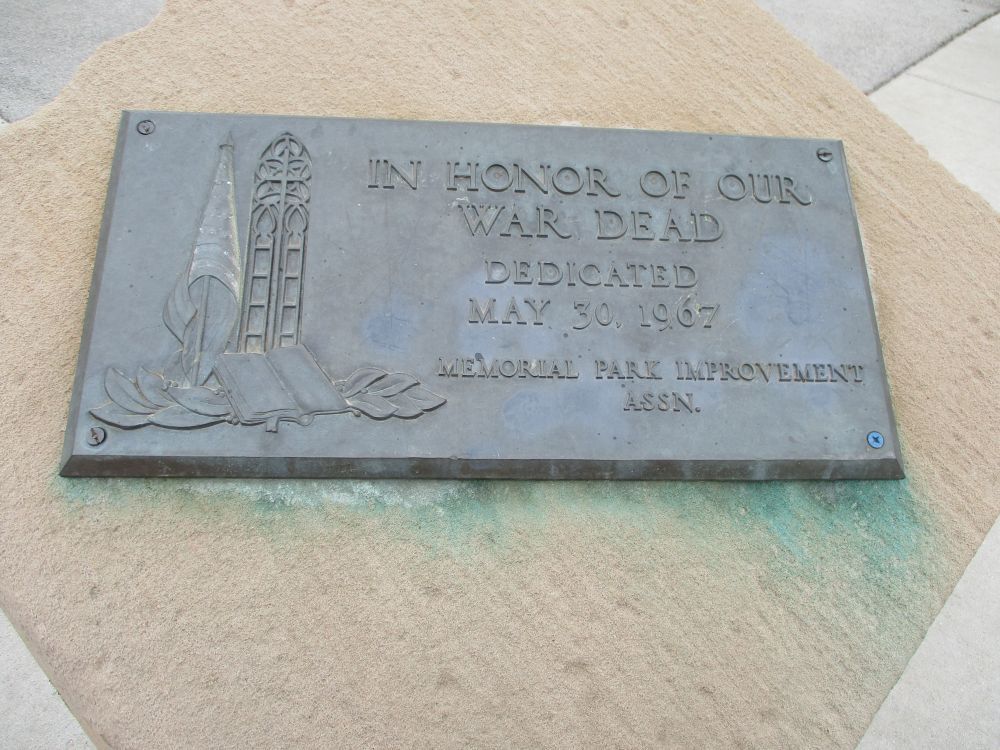 IN HONOR OF OUR
WAR DEAD
DEDICATED
MAY 30, 1967
MEMORIAL PARK IMPROVEMENT
ASSN.